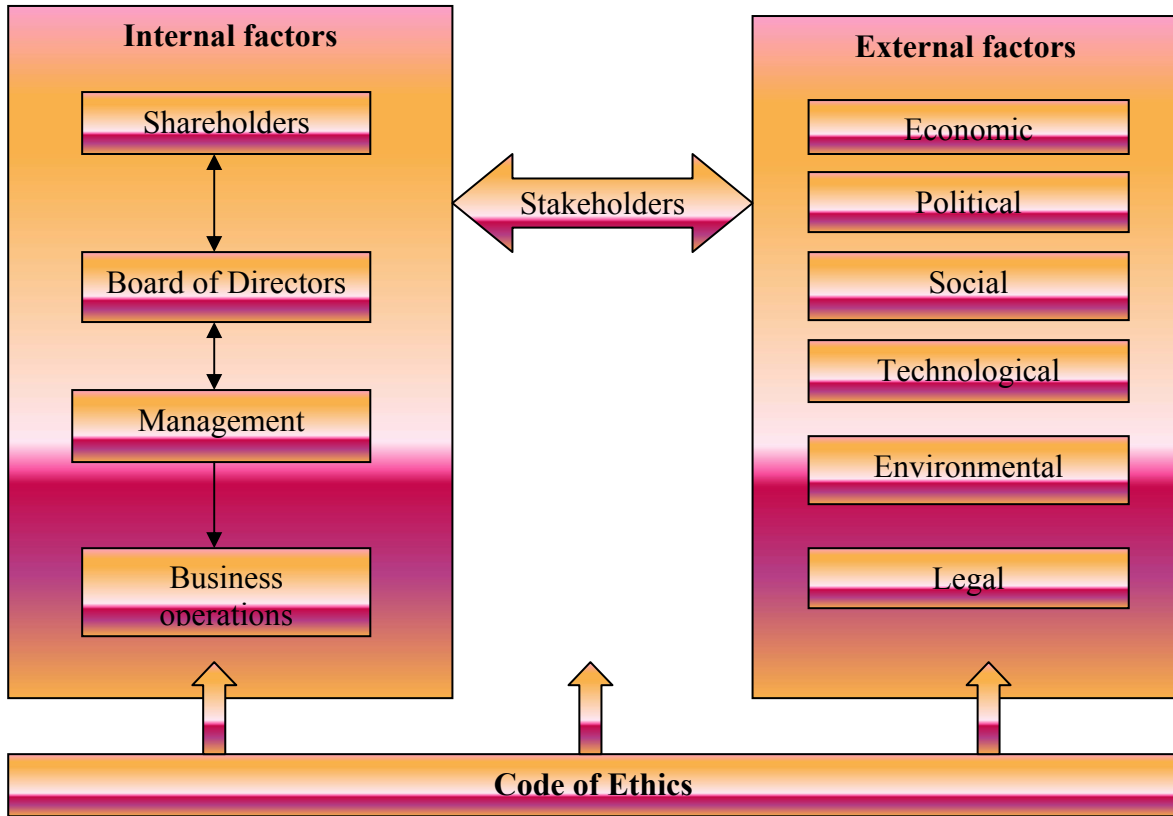 Internal factors
Shareholders
Board of Directors
Management
Business
operations
Stakeholders
External factors
Economic
Political
Social
Technological
Environmental
Legal
Code of Ethics